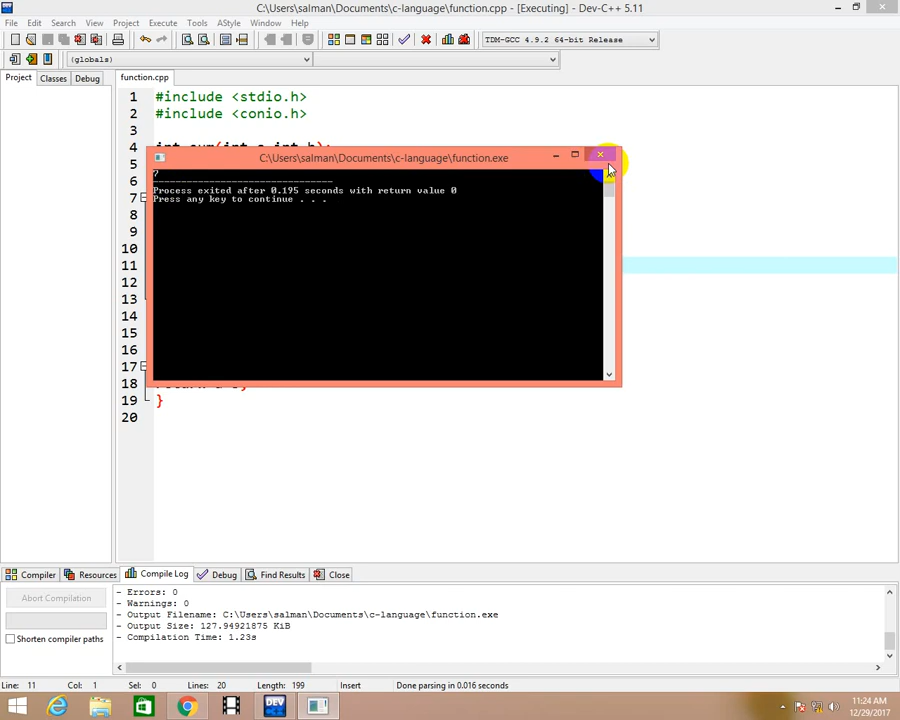 C:\Users\salman\Documents\c-language\function.cpp - [Executing] - Dev-C++ 5.11
File Edit Search View Project Execute Tools AStyle Window Help
TDM-GCC 4.9.2 64-bit Release
(globals)
Project Classes Debug function.cpp
1 #include <stdio.h>
2 #include <conio.h>
3
4
C:\Users\salman\Documents\c-language\function.exe
5
7
6
Process exited after 0.195 seconds with return value 0
7
Press any key to continue . . .
8
9
10
11
12
13
14
15
16
17
18
19 }
20
Compiler Resources Compile Log Debug Find Results Close
Abort Compilation
Shorten compiler paths
- Errors: 0
- Warnings: 0
- Output Filename: C:\Users\salman\Documents\c-language\function.exe
- Output Size: 127.94921875 KiB
- Compilation Time: 1.23s
Line: 11 Col: 1 Sel: 0 Lines: 20 Length: 199 Insert Done parsing in 0.016 seconds
DEV
11:24 AM
12/29/2017